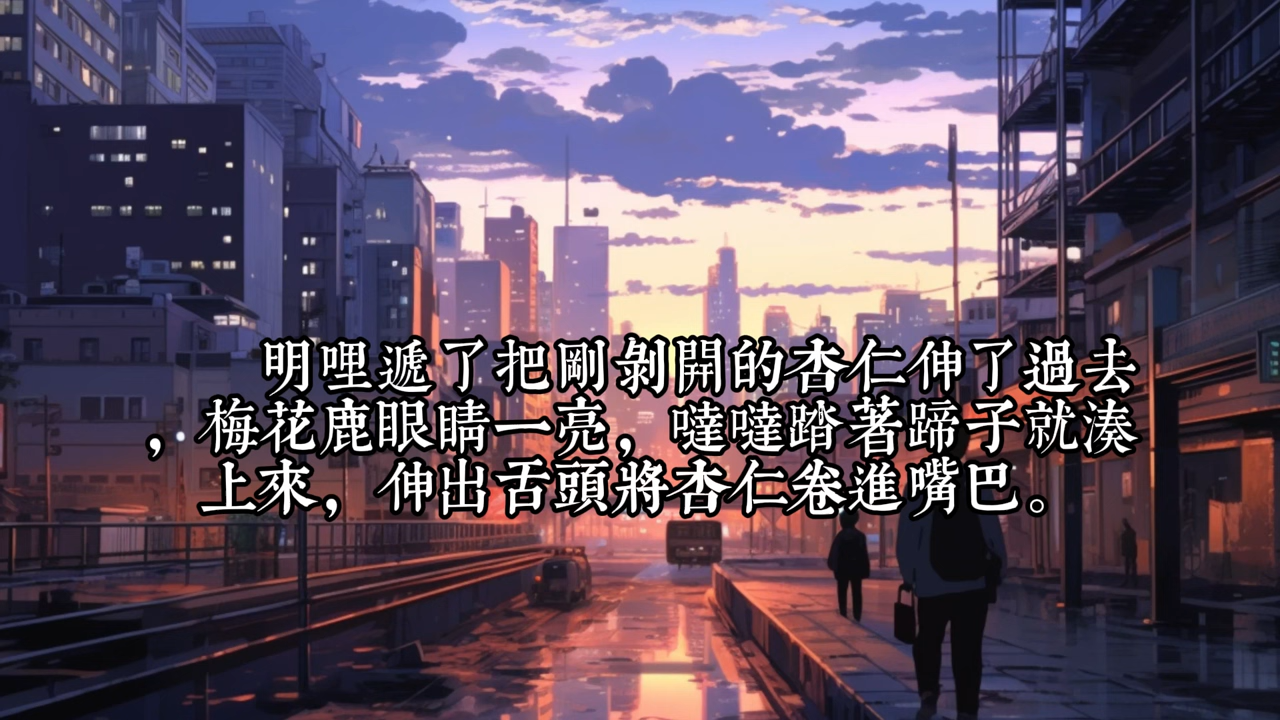 明哩遞了把剛剝開的杏仁伸了過去
，梅花鹿眼睛一亮，噠噠踏著蹄子就湊
上來，伸出舌頭將杏仁卷進嘴巴。